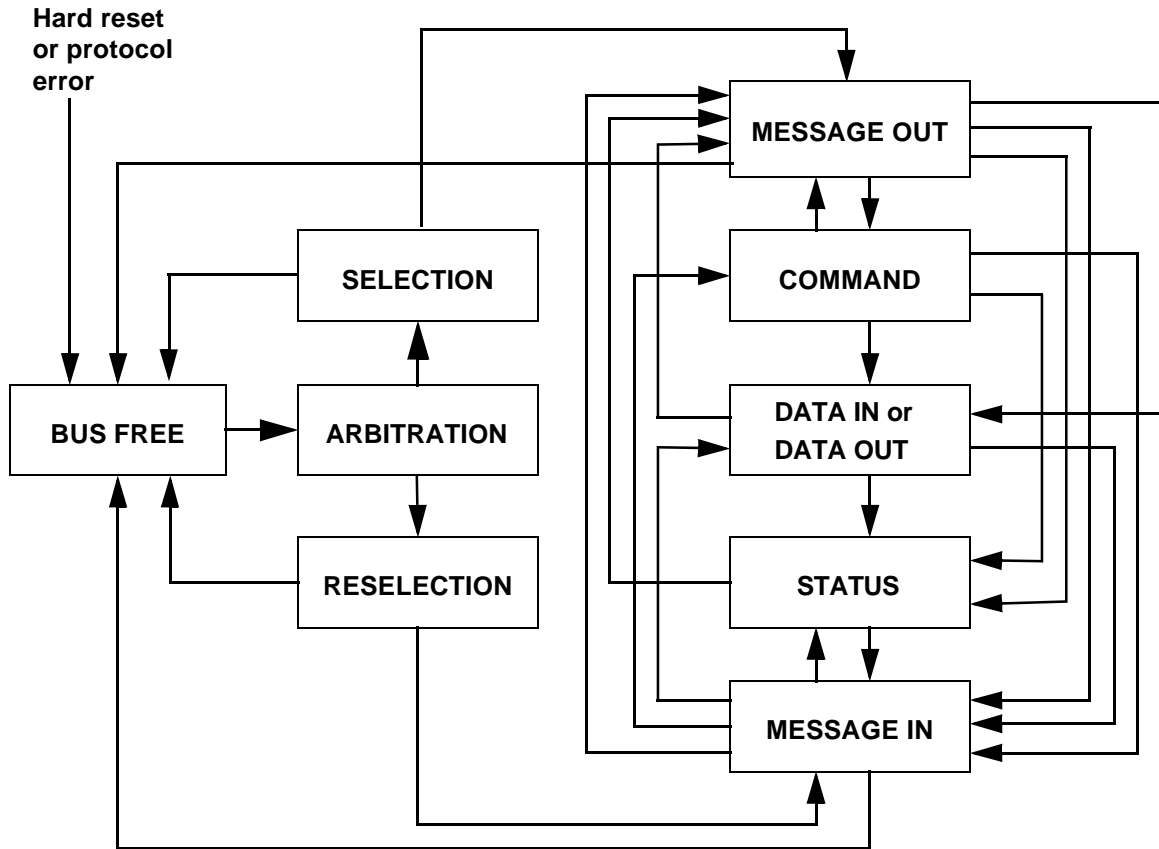 Hard reset
or protocol
error
MESSAGE OUT
SELECTION
COMMAND
BUS FREE
ARBITRATION
DATA IN or
DATA OUT
RESELECTION
STATUS
MESSAGE IN